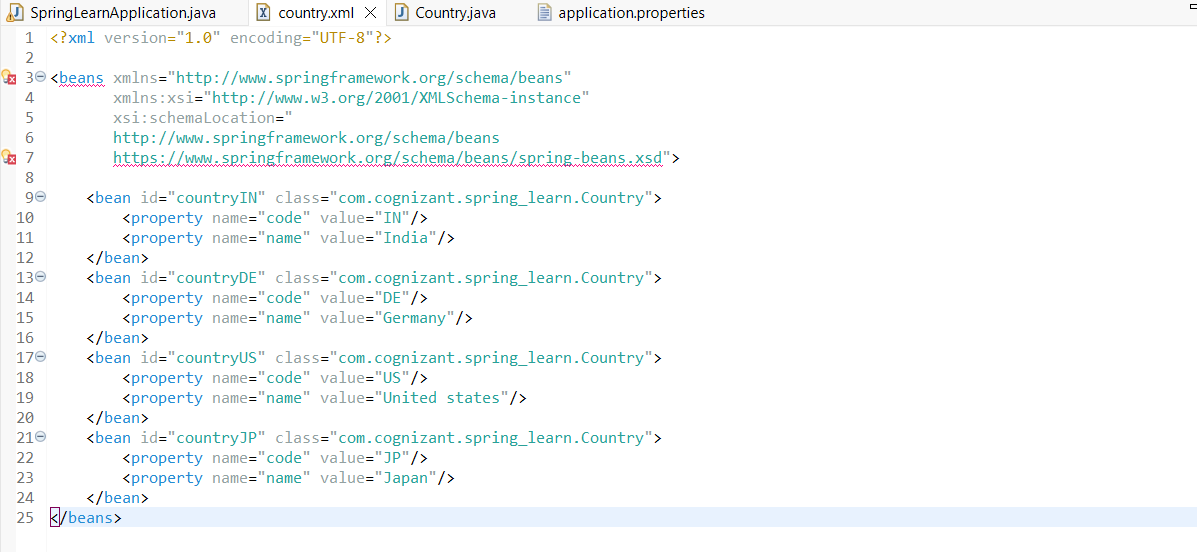 SpringLearnApplication.java country.xml Country.java application.properties
1 <?xml version="1.0" encoding="UTF-8"?>
2
3 <beans xmlns="http://www.springframework.org/schema/beans"
4 xmlns:xsi="http://www.w3.org/2001/XMLSchema-instance"
5 xsi:schemaLocation="
6 http://www.springframework.org/schema/beans
7 https://www.springframework.org/schema/beans/spring-beans.xsd">
8
9 <bean id="countryIN" class="com.cognizant.spring_learn.Country">
10 <property name="code" value="IN"/>
11 <property name="name" value="India"/>
12 </bean>
13 <bean id="countryDE" class="com.cognizant.spring_learn.Country">
14 <property name="code" value="DE"/>
15 <property name="name" value="Germany"/>
16 </bean>
17 <bean id="countryUS" class="com.cognizant.spring_learn.Country">
18 <property name="code" value="US"/>
19 <property name="name" value="United states"/>
20 </bean>
21 <bean id="countryJP" class="com.cognizant.spring_learn.Country">
22 <property name="code" value="JP"/>
23 <property name="name" value="Japan"/>
24 </bean>
25 </beans>